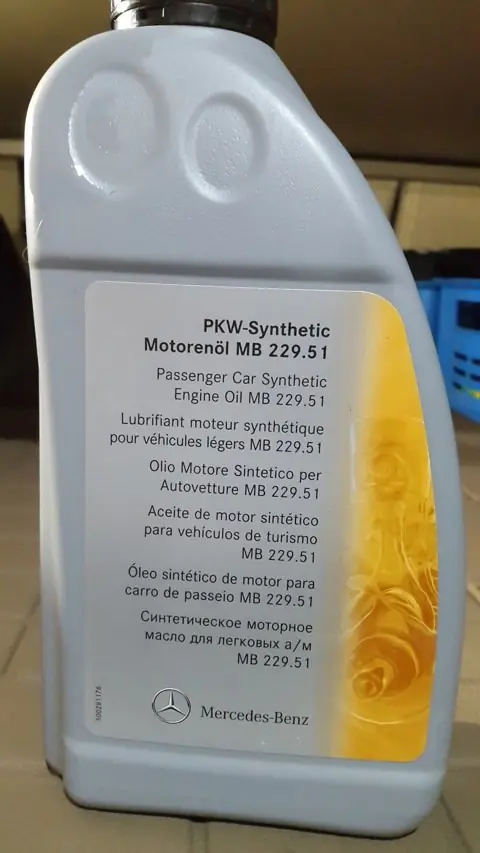 PKW-Synthetic
Motorenöl MB 229.51
Passenger Car Synthetic
Engine Oil MB 229.51
Lubrifiant moteur synthétique
pour véhicules légers MB 229.51
Olio Motore Sintetico per
Autovetture MB 229.51
Aceite de motor sintético
para vehículos de turismo
MB 229.51
Óleo sintético de motor para
carro de passeio MB 229.51
Синтетическое моторное
масло для легковых а/м
MB 229.51
Mercedes-Benz